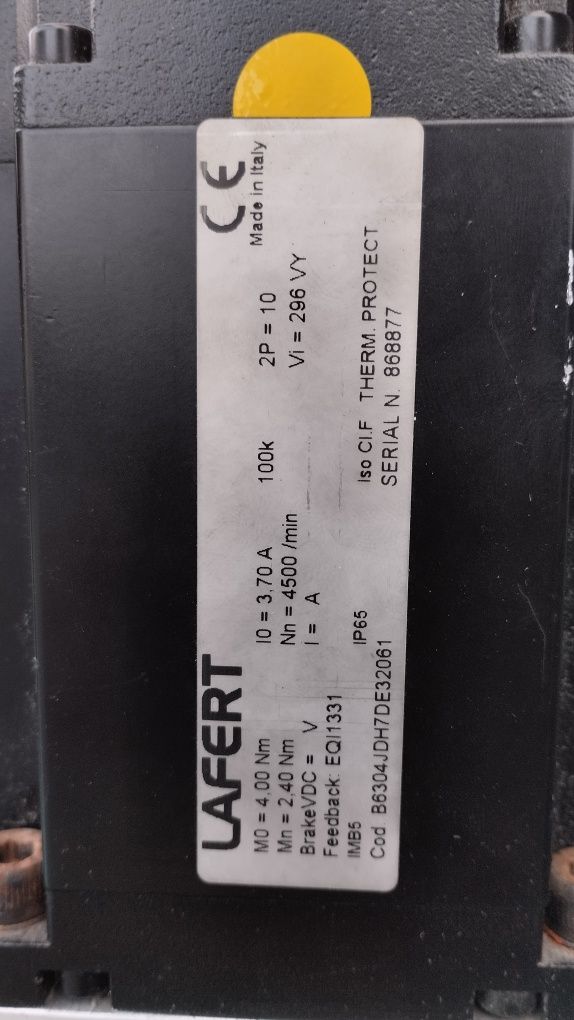 LAFERT CE
Made in Italy
M0 = 4,00 Nm I0 = 3,70 A 100k 2P = 10
Mn = 2,40 Nm Nn = 4500 /min Vi = 296 VY
BrakeVDC = V I = A
Feedback: EQI1331
IMB5 IP65 Iso Cl.F THERM. PROTECT
Cod. B6304JDH7DE32061 SERIAL N. 868877